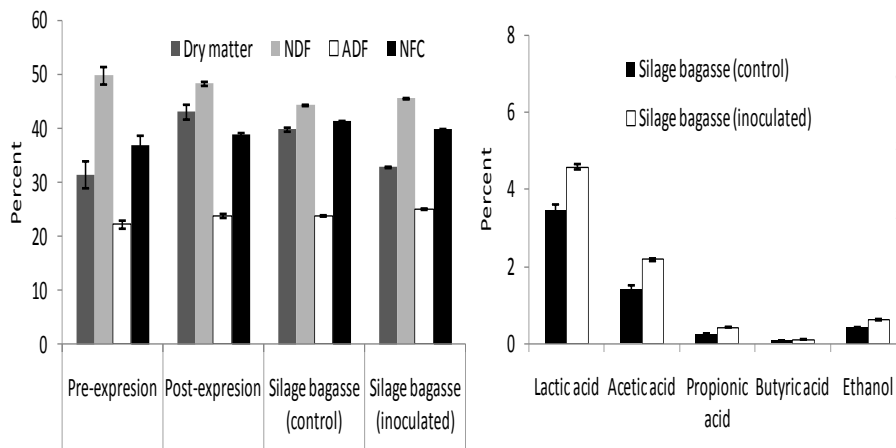 60
50
40
30
20
10
0
Percent
Dry matter NDF ADF NFC
Pre-expresion Post-expresion Silage bagasse (control) Silage bagasse (inoculated)
8
6
4
2
0
Percent
Silage bagasse (control)
Silage bagasse (inoculated)
Lactic acid Acetic acid Propionic acid Butyric acid Ethanol